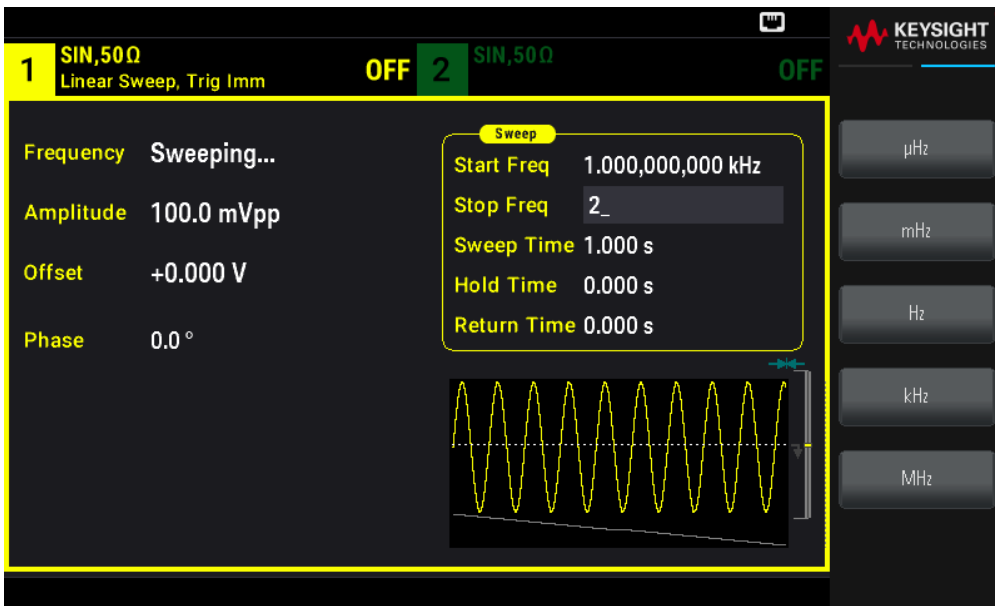 KEYSIGHT
TECHNOLOGIES
1 SIN,50Ω
Linear Sweep, Trig Imm
OFF
2 SIN,50Ω
OFF
Frequency Sweeping...
Amplitude 100.0 mVpp
Offset +0.000 V
Phase 0.0 °
Sweep
Start Freq 1.000,000,000 kHz
Stop Freq 2_
Sweep Time 1.000 s
Hold Time 0.000 s
Return Time 0.000 s
µHz
mHz
Hz
kHz
MHz